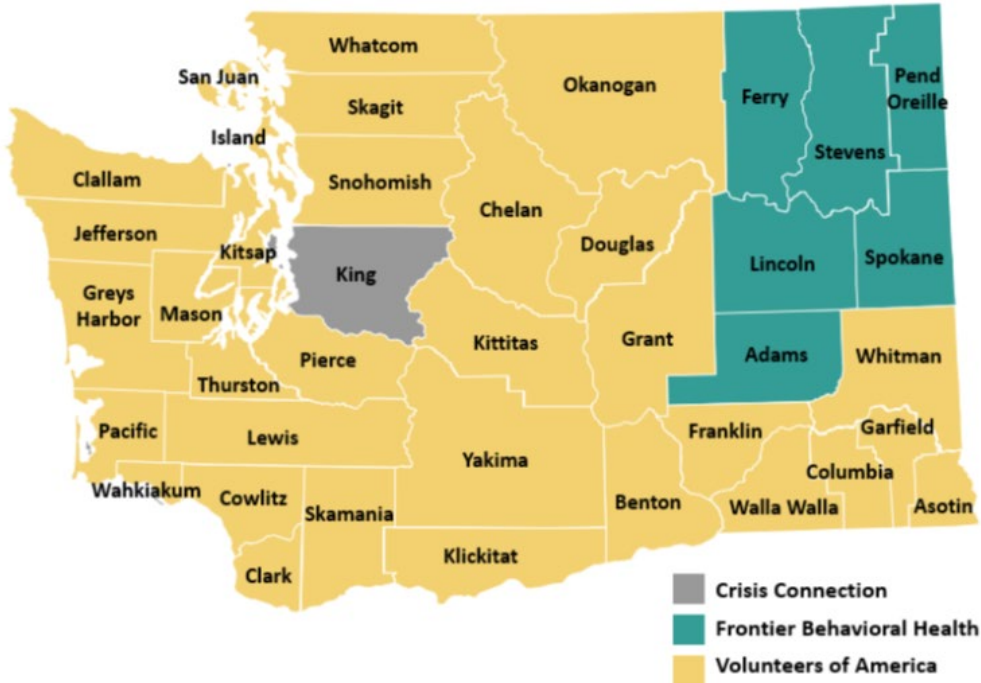 Whatcom
San Juan
Skagit
Island
Okanogan
Ferry
Pend
Oreille
Stevens
Clallam
Snohomish
Chelan
Jefferson
Kitsap
King
Douglas
Lincoln
Spokane
Greys
Harbor
Mason
Pierce
Kittitas
Grant
Adams
Whitman
Thurston
Pacific
Lewis
Yakima
Franklin
Garfield
Columbia
Wahkiakum
Cowlitz
Skamania
Benton
Walla Walla
Asotin
Clark
Klickitat
Crisis Connection
Frontier Behavioral Health
Volunteers of America